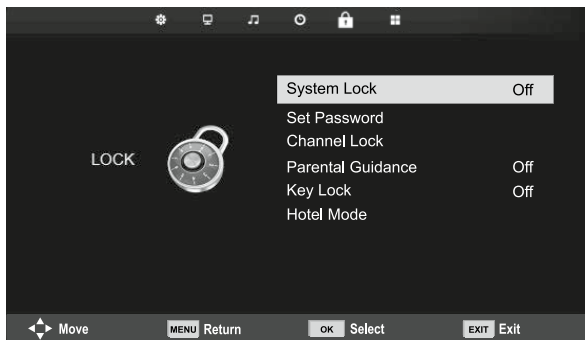 System Lock Off
Set Password
Channel Lock
LOCK
Parental Guidance Off
Key Lock Off
Hotel Mode
Move MENU Return OK Select EXIT Exit